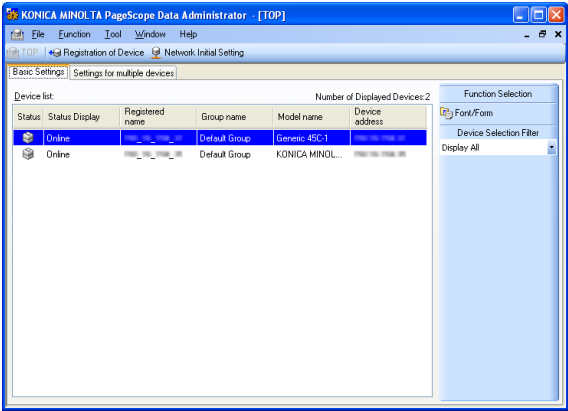 KONICA MINOLTA PageScope Data Administrator - [TOP]
File Function Tool Window Help
TOP Registration of Device Network Initial Setting
Basic Settings Settings for multiple devices
Device list: Number of Displayed Devices:2
Status Status Display Registered name Group name Model name Device address
Online Default Group Generic 45C-1
Online Default Group KONICA MINOL...
Function Selection
Font/Form
Device Selection Filter
Display All